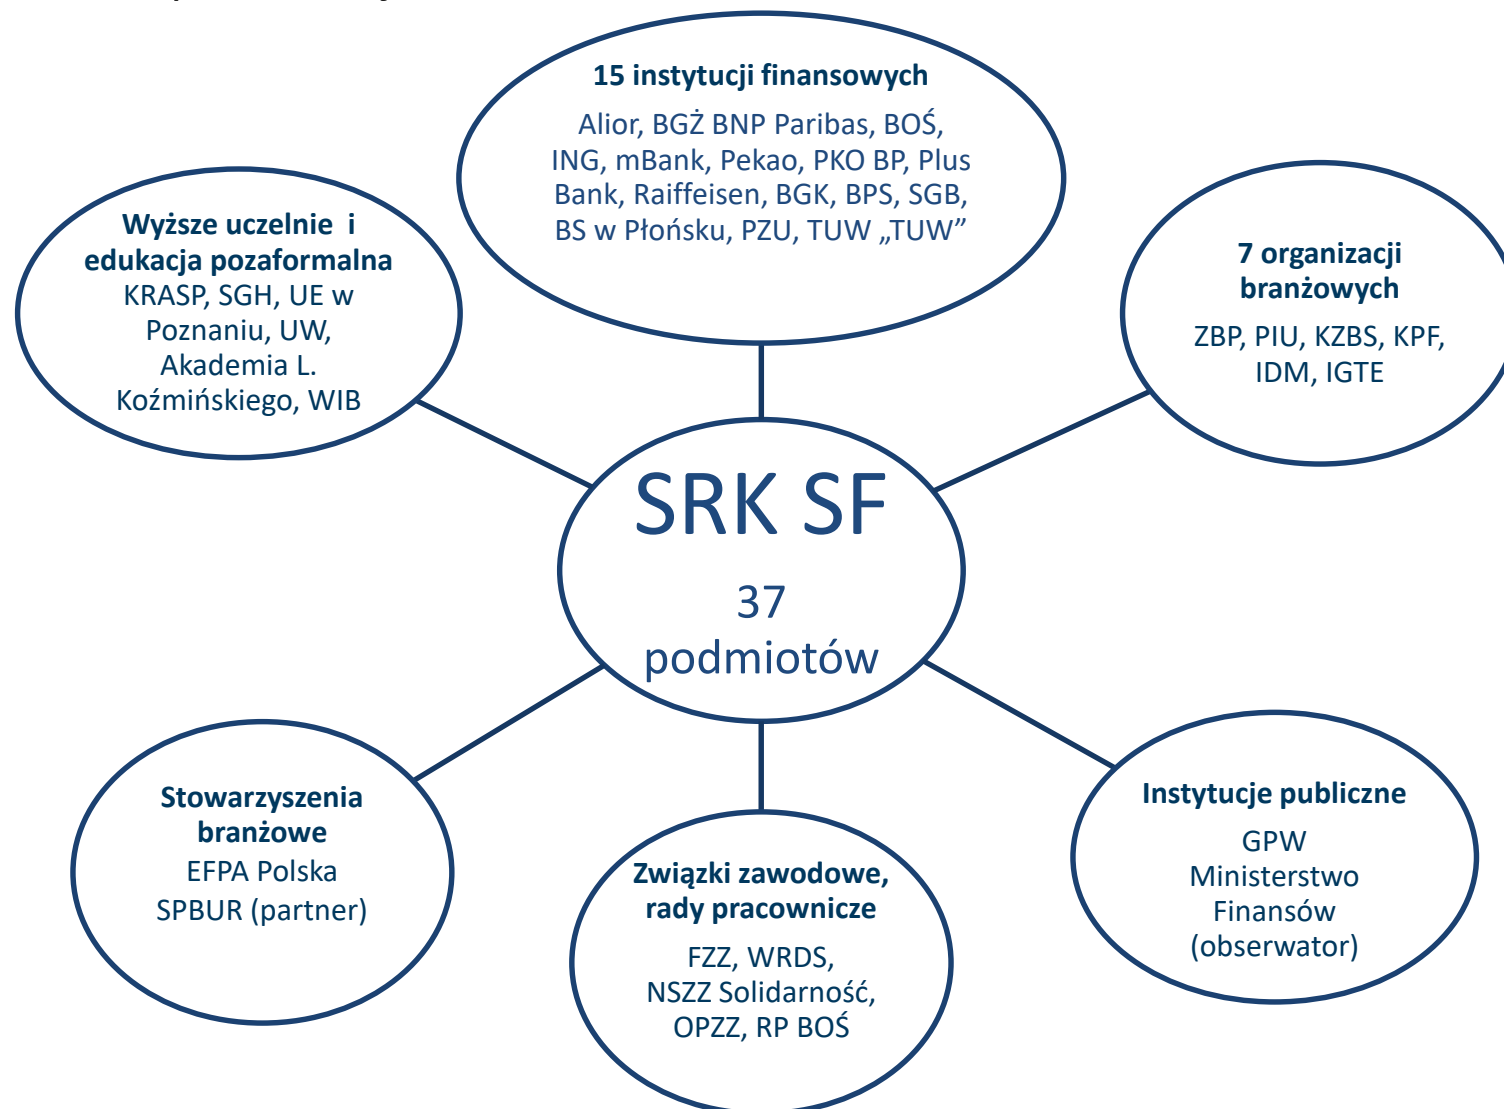 15 instytucji finansowych
Alior, BGŻ BNP Paribas, BOŚ,
ING, mBank, Pekao, PKO BP, Plus
Bank, Raiffeisen, BGK, BPS, SGB,
BS w Płońsku, PZU, TUW „TUW”
Wyższe uczelnie i
edukacja pozaformalna
KRASP, SGH, UE w
Poznaniu, UW,
Akademia L.
Koźmińskiego, WIB
7 organizacji
branżowych
ZBP, PIU, KZBS, KPF,
IDM, IGTE
SRK SF
37
podmiotów
Stowarzyszenia
branżowe
EFPA Polska
SPBUR (partner)
Związki zawodowe,
rady pracownicze
FZZ, WRDS,
NSZZ Solidarność,
OPZZ, RP BOŚ
Instytucje publiczne
GPW
Ministerstwo
Finansów
(obserwator)